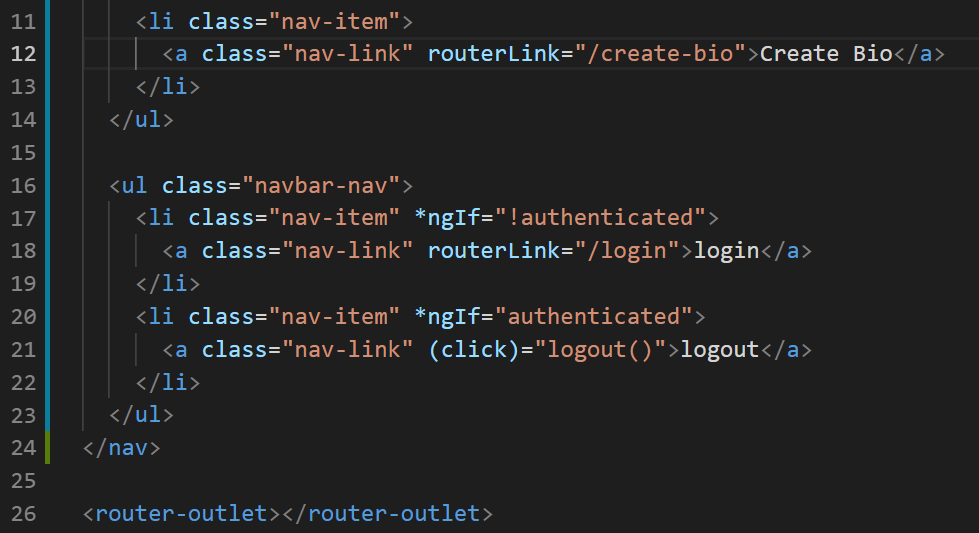 11 <li class="nav-item">
12 <a class="nav-link" routerLink="/create-bio">Create Bio</a>
13 </li>
14 </ul>
15
16 <ul class="navbar-nav">
17 <li class="nav-item" *ngIf="!authenticated">
18 <a class="nav-link" routerLink="/login">login</a>
19 </li>
20 <li class="nav-item" *ngIf="authenticated">
21 <a class="nav-link" (click)="logout()">logout</a>
22 </li>
23 </ul>
24 </nav>
25
26 <router-outlet></router-outlet>